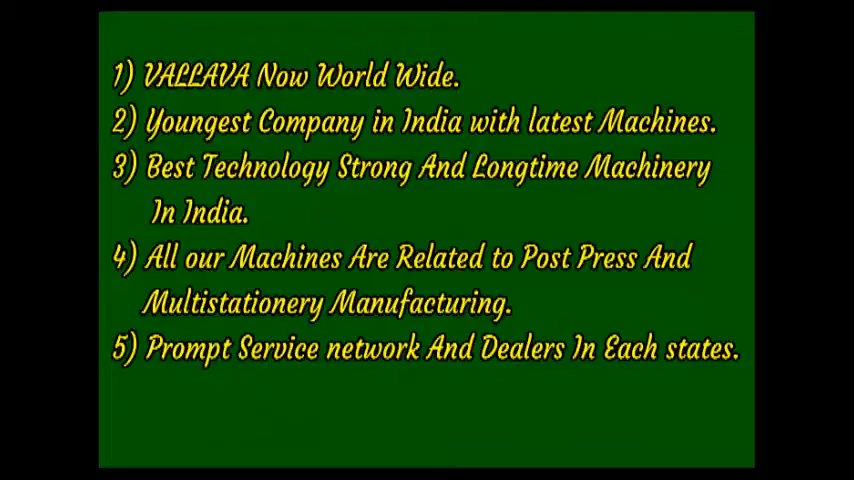 1) VALLAVA Now World Wide.
2) Youngest Company in India with latest Machines.
3) Best Technology Strong And Longtime Machinery
In India.
4) All our Machines Are Related to Post Press And
Multistationery Manufacturing.
5) Prompt Service network And Dealers In Each states.